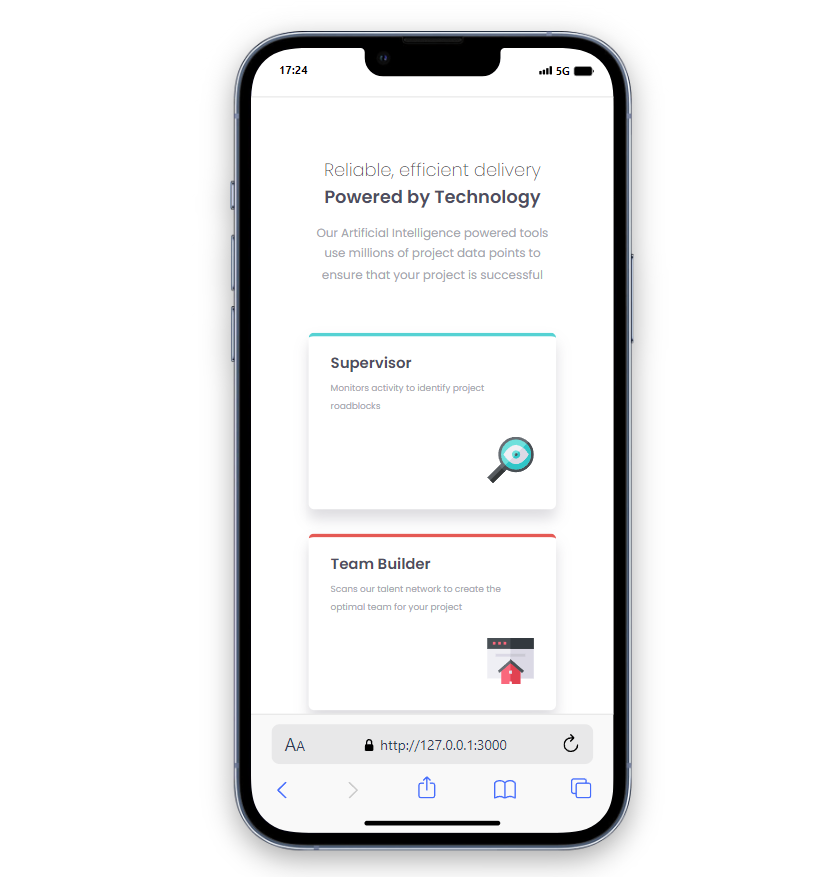 17:24
5G
Reliable, efficient delivery
Powered by Technology
Our Artificial Intelligence powered tools
use millions of project data points to
ensure that your project is successful
Supervisor
Monitors activity to identify project
roadblocks
Team Builder
Scans our talent network to create the
optimal team for your project
AA
http://127.0.0.1:3000